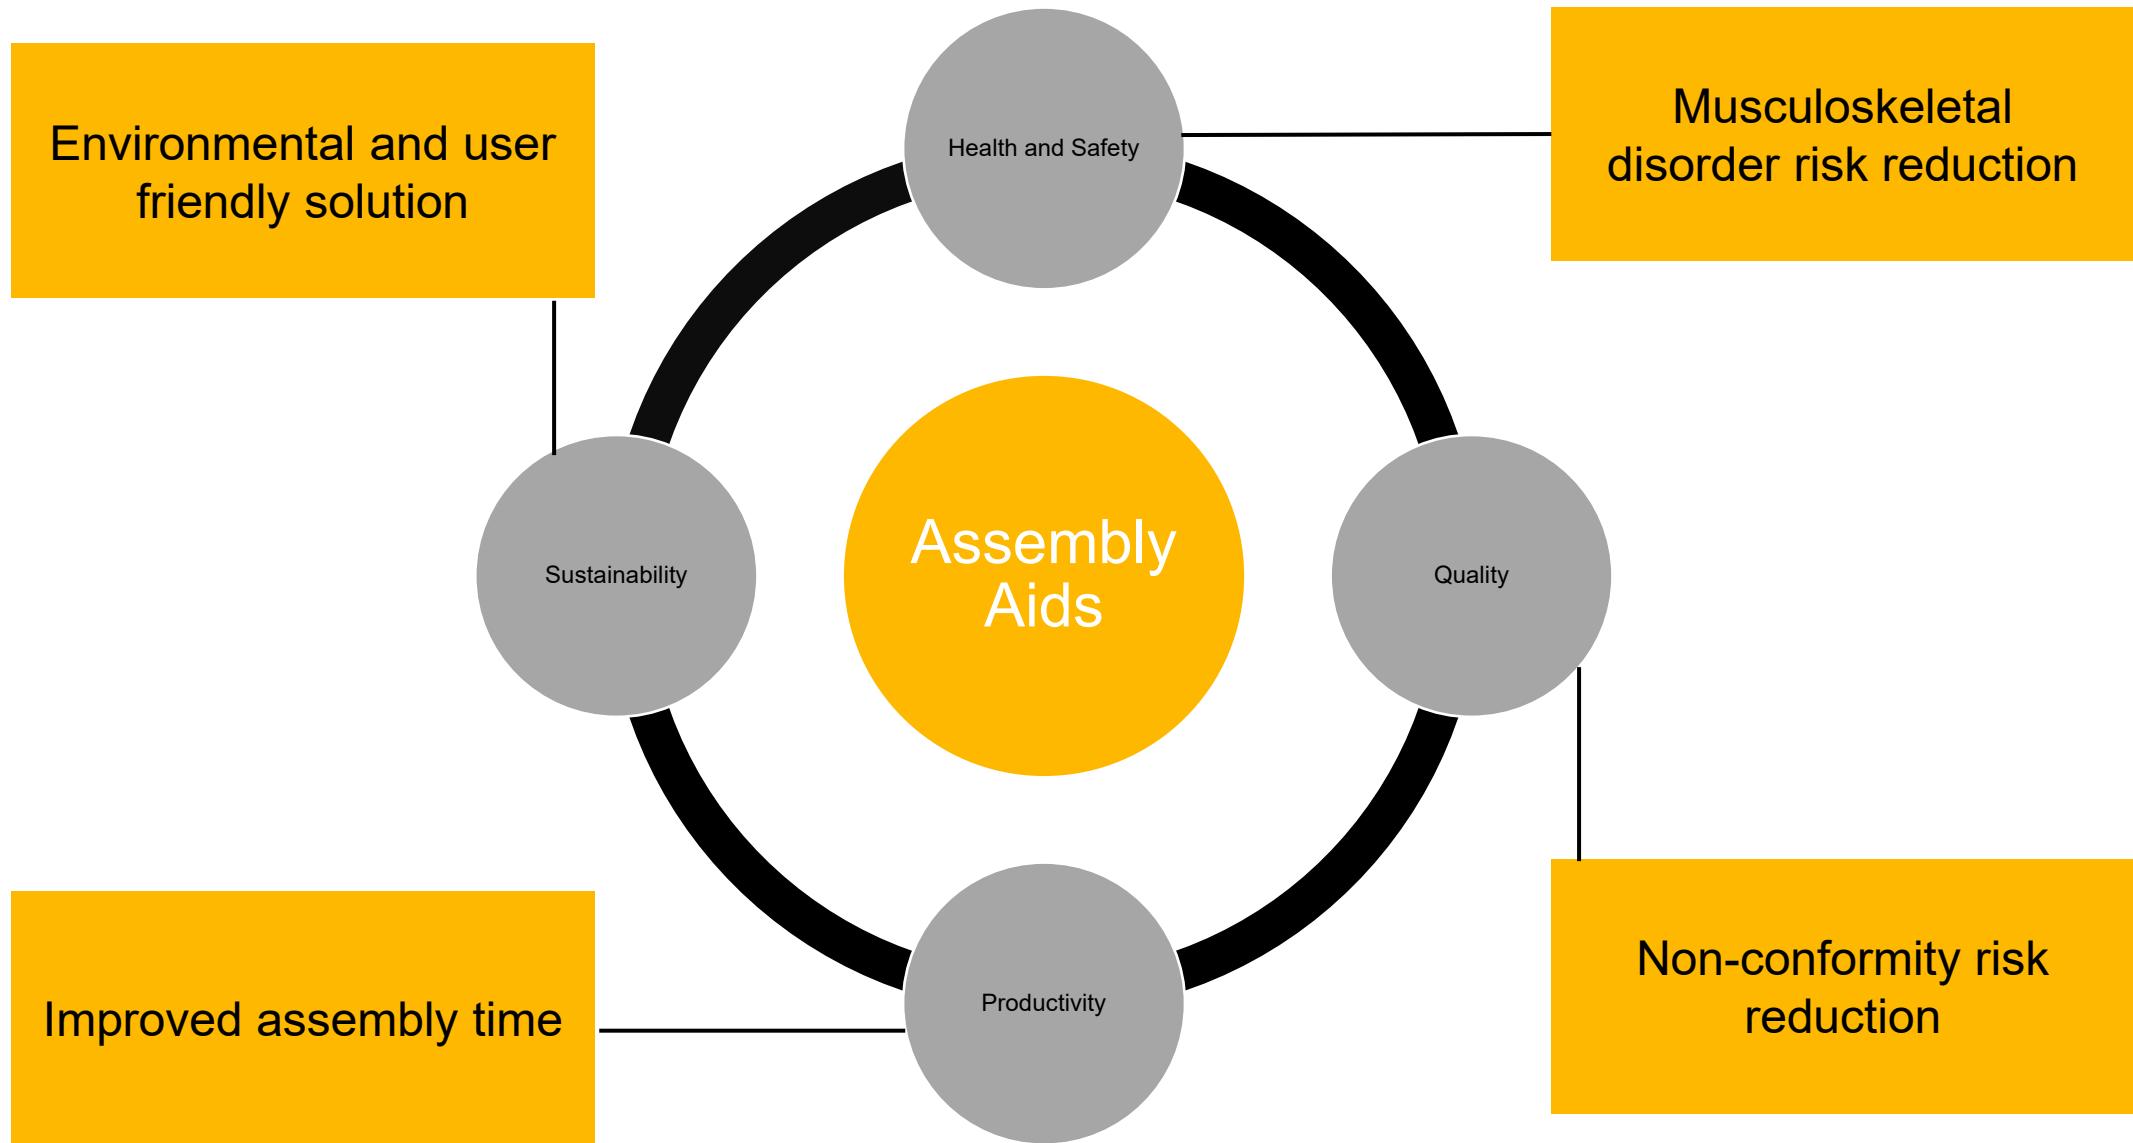 Environmental and user
friendly solution
Health and Safety
Musculoskeletal
disorder risk reduction
Sustainability
Assembly
Aids
Quality
Improved assembly time
Productivity
Non-conformity risk
reduction